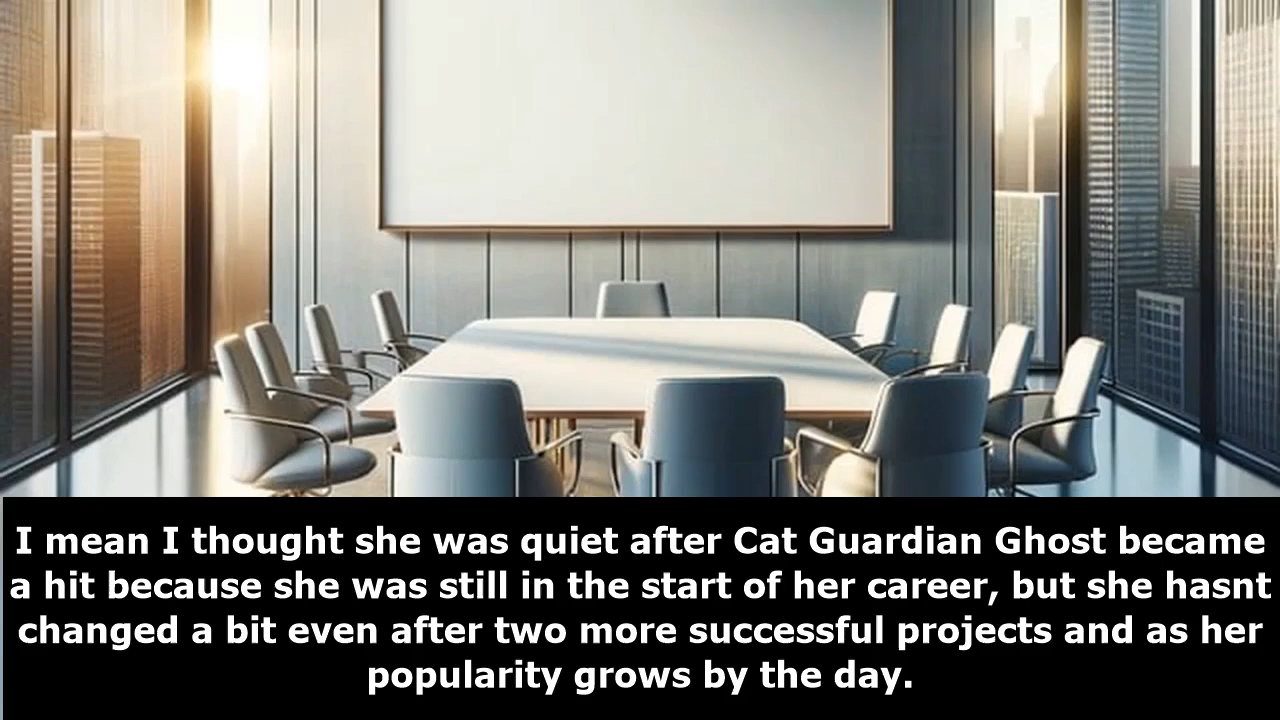 I mean I thought she was quiet after Cat Guardian Ghost became
a hit because she was still in the start of her career, but she hasnt
changed a bit even after two more successful projects and as her
popularity grows by the day.